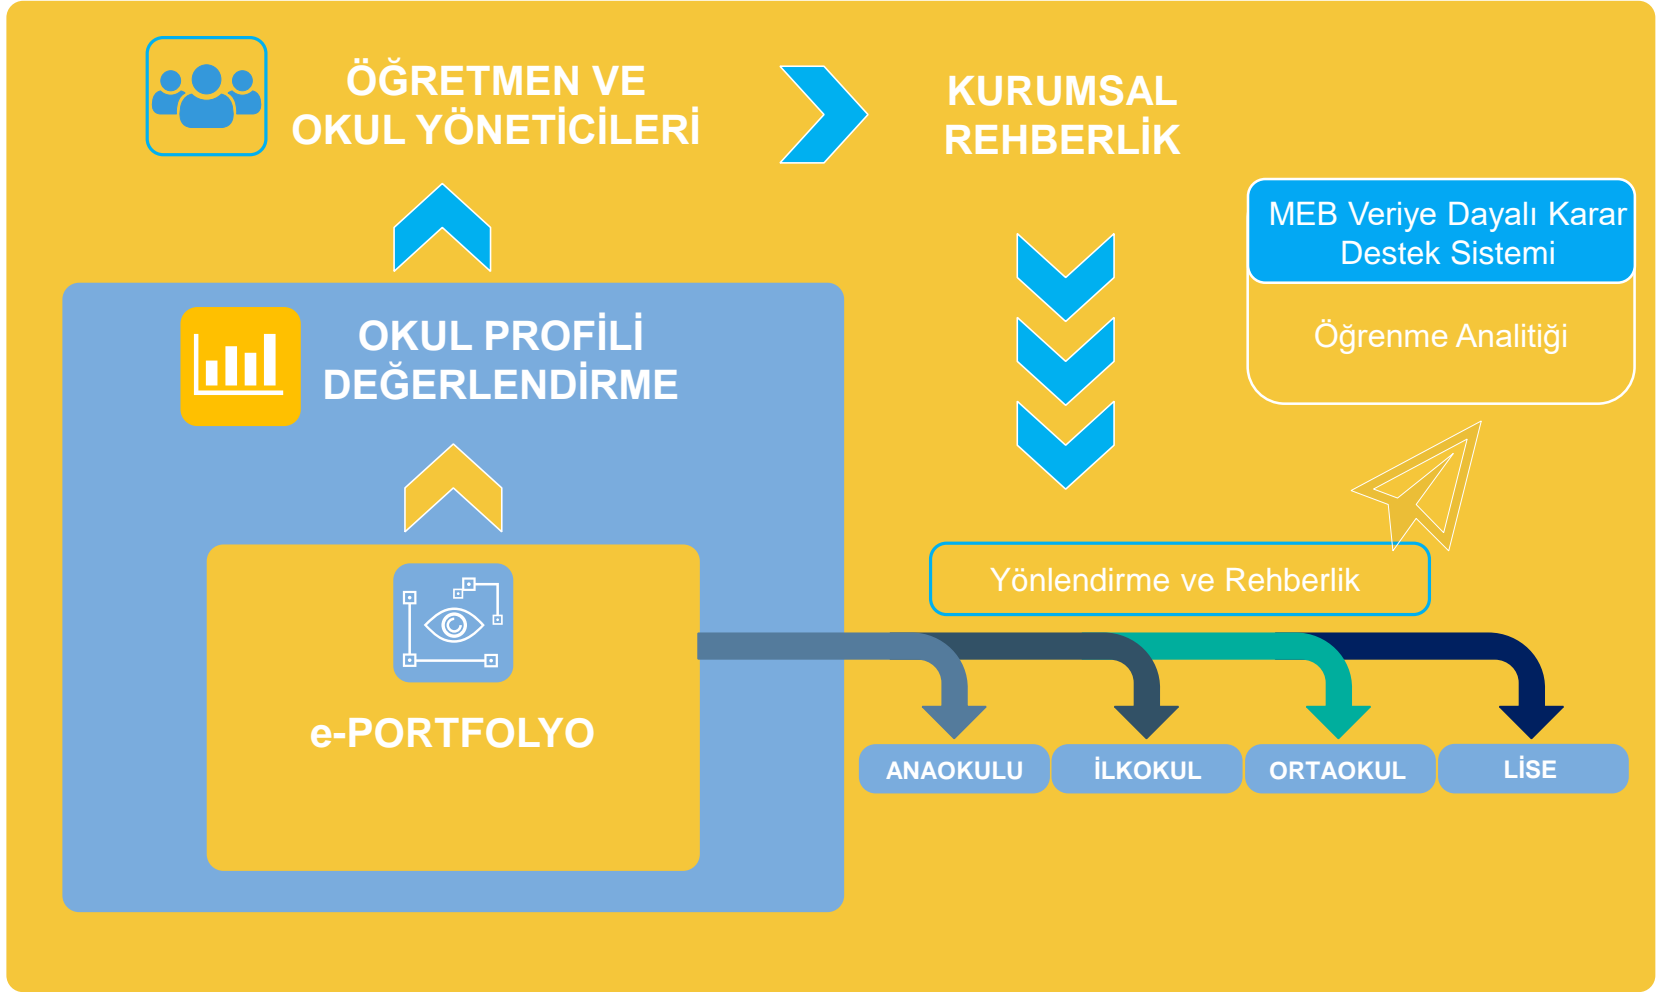 ÖĞRETMEN VE
OKUL YÖNETİCİLERİ
KURUMSAL
REHBERLİK
MEB Veriye Dayalı Karar
Destek Sistemi
Öğrenme Analitiği
OKUL PROFİLİ
DEĞERLENDİRME
Yönlendirme ve Rehberlik
e-PORTFOLYO
ANAOKULU
İLKOKUL
ORTAOKUL
LİSE